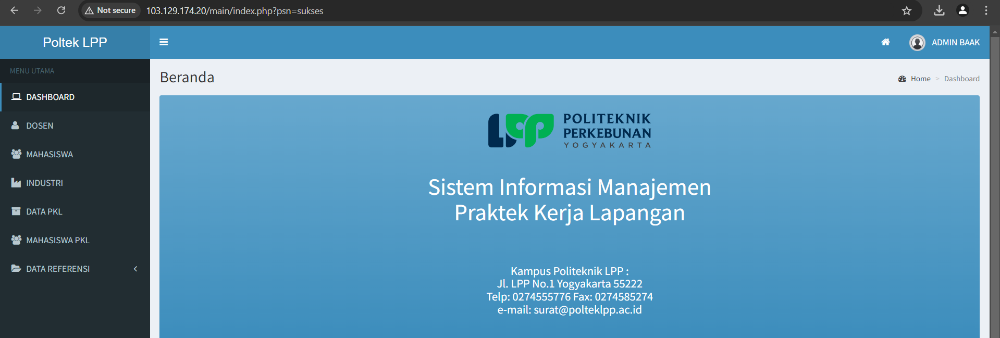 Not secure
103.129.174.20/main/index.php?psn=sukses
Poltek LPP
ADMIN BAAK
MENU UTAMA
DASHBOARD
DOSEN
MAHASISWA
INDUSTRI
DATA PKL
MAHASISWA PKL
DATA REFERENSI
Beranda
Home > Dashboard
LPP
POLITEKNIK
PERKEBUNAN
YOGYAKARTA
Sistem Informasi Manajemen
Praktek Kerja Lapangan
Kampus Politeknik LPP :
Jl. LPP No.1 Yogyakarta 55222
Telp: 0274555776 Fax: 0274585274
e-mail: surat@polteklpp.ac.id